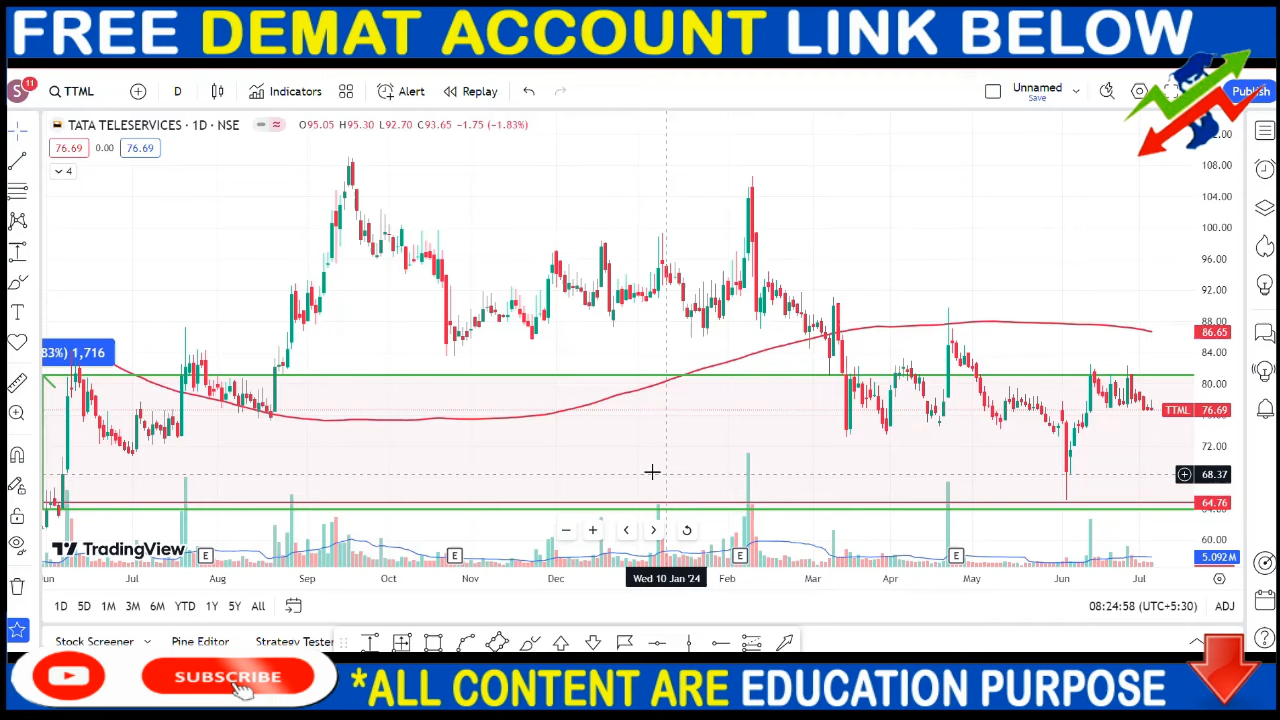 FREE DEMAT ACCOUNT LINK BELOW
S 11 TTML D Indicators Alert Replay Unnamed Save Publish
TATA TELESERVICES · 1D · NSE O95.05 H95.30 L92.70 C93.65 -1.75 (-1.83%)
76.69 0.00 76.69
4
108.00
104.00
100.00
96.00
92.00
88.00
86.65
83%) 1,716
84.00
80.00
TTML 76.69
72.00
68.37
64.76
60.00
TradingView
E E E E
5.092M
Jul Aug Sep Oct Nov Dec Wed 10 Jan '24 Feb Mar Apr May Jun Jul
1D 5D 1M 3M 6M YTD 1Y 5Y All 08:24:58 (UTC+5:30) ADJ
Stock Screener Pine Editor Strategy Tester
SUBSCRIBE
*ALL CONTENT ARE EDUCATION PURPOSE